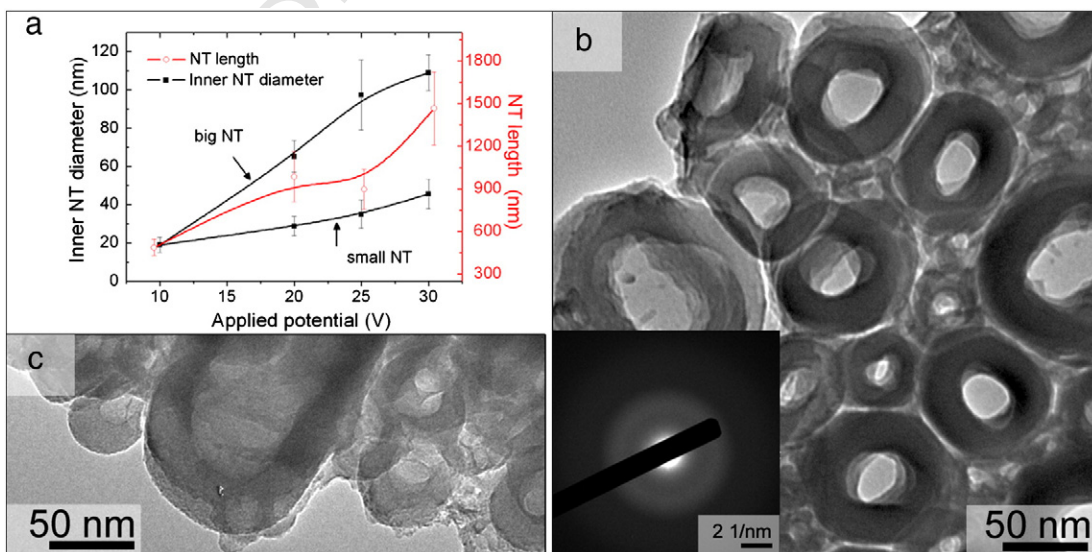 a
NT length
Inner NT diameter
big NT
small NT
120
100
80
60
40
20
0
Inner NT diameter (nm)
1800
1500
1200
900
600
300
NT length (nm)
10
15
20
25
30
Applied potential (V)
b
2 1/nm
50 nm
c
50 nm